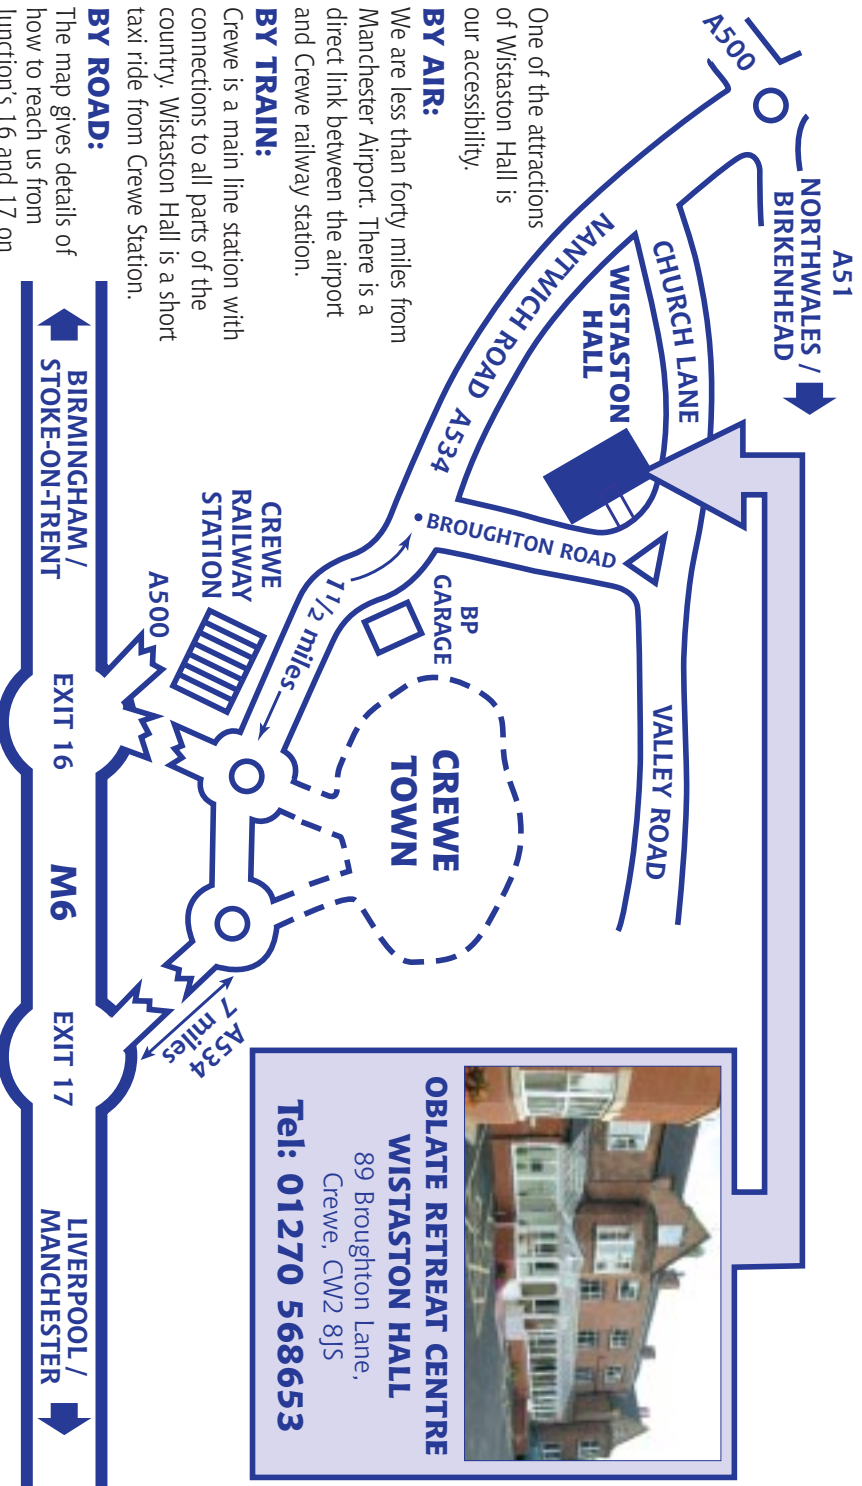 One of the attractions
of Wistaston Hall is
our accessibility.
BY AIR:
We are less than forty miles from
Manchester Airport. There is a
direct link between the airport
and Crewe railway station.
BY TRAIN:
Crewe is a main line station with
connections to all parts of the
country. Wistaston Hall is a short
taxi ride from Crewe Station.
BY ROAD:
The map gives details of
how to reach us from
Junction's 16 and 17 on
A500
A51
NORTHWALES /
BIRKENHEAD
CHURCH LANE
NANTWICH ROAD A534
WISTASTON
HALL
BROUGHTON ROAD
VALLEY ROAD
BP
GARAGE
1 1/2 miles
CREWE
RAILWAY
STATION
CREWE
TOWN
A500
A534
7 miles
BIRMINGHAM /
STOKE-ON-TRENT
EXIT 16
M6
EXIT 17
LIVERPOOL /
MANCHESTER
OBLATE RETREAT CENTRE
WISTASTON HALL
89 Broughton Lane,
Crewe, CW2 8JS
Tel: 01270 568653